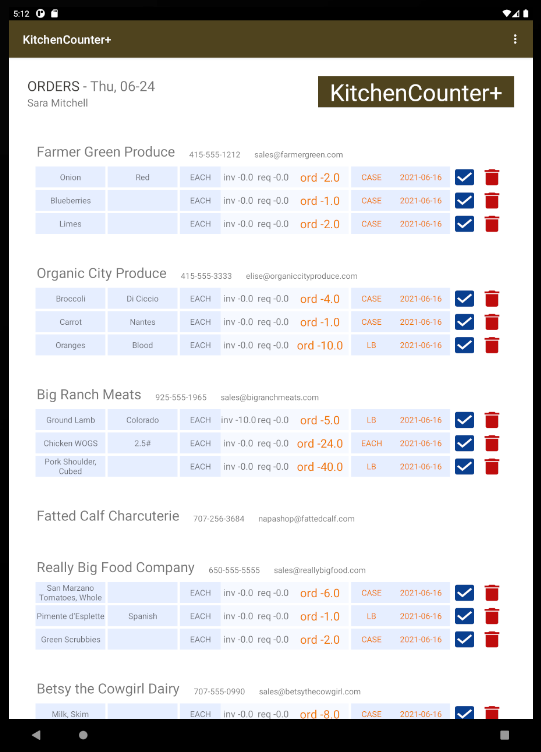 5:12
KitchenCounter+
ORDERS - Thu, 06-24
Sara Mitchell
KitchenCounter+
Farmer Green Produce 415-555-1212 sales@farmergreen.com
Onion Red EACH inv -0.0 req -0.0 ord -2.0 CASE 2021-06-16
Blueberries EACH inv -0.0 req -0.0 ord -1.0 CASE 2021-06-16
Limes EACH inv -0.0 req -0.0 ord -2.0 CASE 2021-06-16
Organic City Produce 415-555-3333 elise@organiccityproduce.com
Broccoli Di Ciccio EACH inv -0.0 req -0.0 ord -4.0 CASE 2021-06-16
Carrot Nantes EACH inv -0.0 req -0.0 ord -1.0 CASE 2021-06-16
Oranges Blood EACH inv -0.0 req -0.0 ord -10.0 LB 2021-06-16
Big Ranch Meats 925-555-1965 sales@bigranchmeats.com
Ground Lamb Colorado EACH inv -10.0 req -0.0 ord -5.0 LB 2021-06-16
Chicken WOGS 2.5# EACH inv -0.0 req -0.0 ord -24.0 EACH 2021-06-16
Pork Shoulder,
Cubed EACH inv -0.0 req -0.0 ord -40.0 LB 2021-06-16
Fatted Calf Charcuterie 707-256-3684 napashop@fattedcalf.com
Really Big Food Company 650-555-5555 sales@reallybigfood.com
San Marzano
Tomatoes, Whole EACH inv -0.0 req -0.0 ord -6.0 CASE 2021-06-16
Pimente d'Esplette Spanish EACH inv -0.0 req -0.0 ord -1.0 LB 2021-06-16
Green Scrubbies EACH inv -0.0 req -0.0 ord -2.0 CASE 2021-06-16
Betsy the Cowgirl Dairy 707-555-0990 sales@betsythecowgirl.com
Milk, Skim EACH inv -0.0 req -0.0 ord -8.0 CASE 2021-06-16